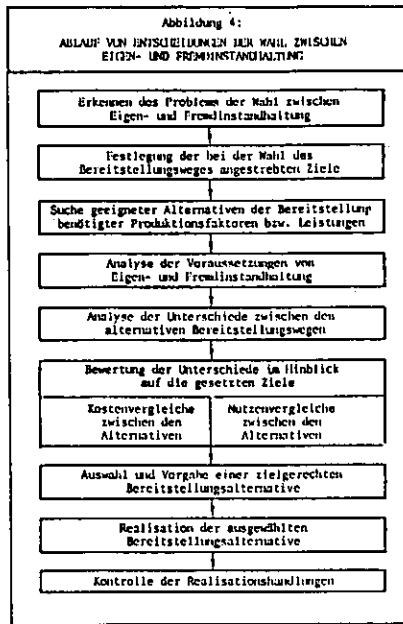 Abbildung 4:
ABLAUF VON ENTSCHEIDUNGEN DER WAHL ZWISCHEN
EIGEN- UND FREMDINSTANDHALTUNG
Erkennen des Problems der Wahl zwischen
Eigen- und Fremdinstandhaltung
Festlegung der bei der Wahl des
Bereitstellungsweges angestrebten Ziele
Suche geeigneter Alternativen der Bereitstellung
benötigter Produktionsfaktoren bzw. Leistungen
Analyse der Voraussetzungen von
Eigen- und Fremdinstandhaltung
Analyse der Unterschiede zwischen den
alternativen Bereitstellungswegen
Bewertung der Unterschiede im Hinblick
auf die gesetzten Ziele
Kostenvergleiche
zwischen den
Alternativen
Nutzenvergleiche
zwischen den
Alternativen
Auswahl und Vorgabe einer zielgerechten
Bereitstellungsalternative
Realisation der ausgewählten
Bereitstellungsalternative
Kontrolle der Realisationshandlungen